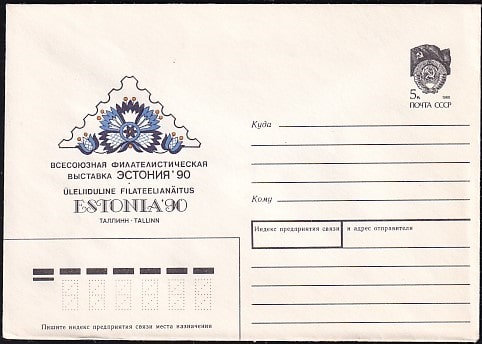 5к 1988
ПОЧТА СССР
ВСЕСОЮЗНАЯ ФИЛАТЕЛИСТИЧЕСКАЯ
ВЫСТАВКА ЭСТОНИЯ'90
ÜLELIIDULINE FILATEELIANÄITUS
ESTONIA'90
ТАЛЛИНН · TALLINN
Куда
Кому
Индекс предприятия связи и адрес отправителя
Пишите индекс предприятия связи места назначения